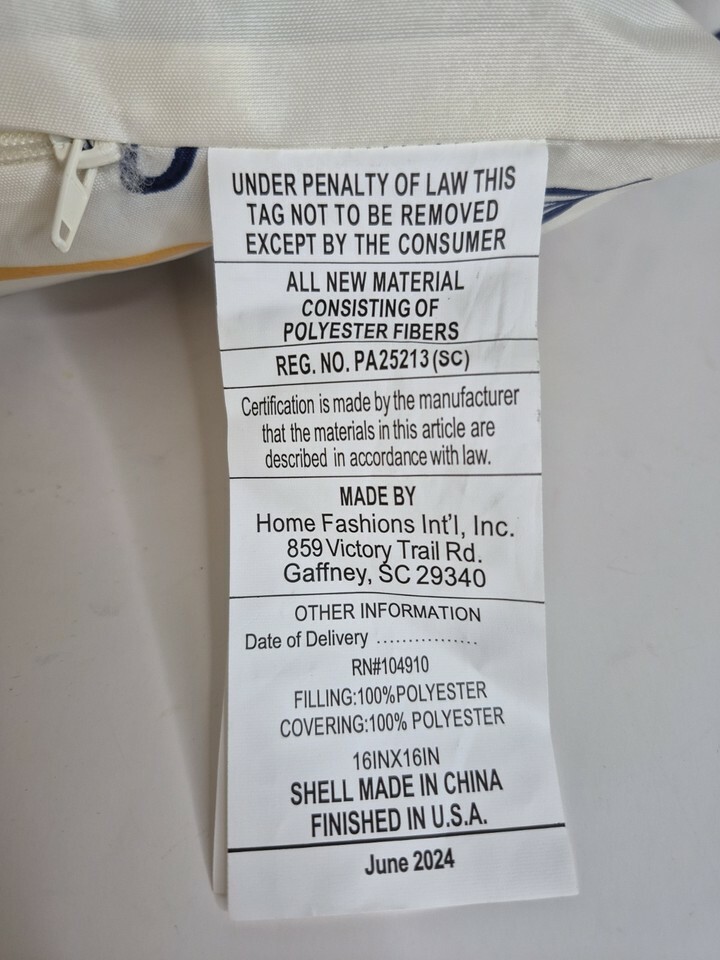 UNDER PENALTY OF LAW THIS
TAG NOT TO BE REMOVED
EXCEPT BY THE CONSUMER
ALL NEW MATERIAL
CONSISTING OF
POLYESTER FIBERS
REG. NO. PA25213(SC)
Certification is made by the manufacturer
that the materials in this article are
described in accordance with law.
MADE BY
Home Fashions Int'l, Inc.
859 Victory Trail Rd.
Gaffney, SC 29340
OTHER INFORMATION
Date of Delivery ................
RN#104910
FILLING:100%POLYESTER
COVERING:100% POLYESTER
16INX16IN
SHELL MADE IN CHINA
FINISHED IN U.S.A.
June 2024